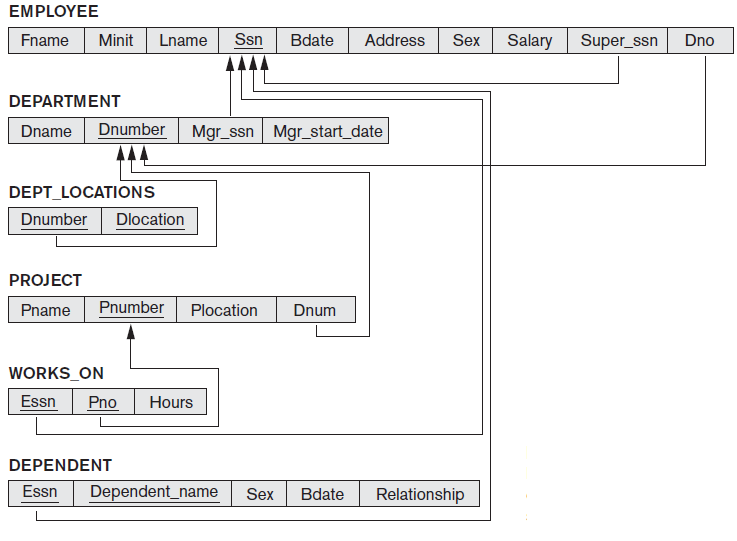 EMPLOYEE
Fname Minit Lname Ssn Bdate Address Sex Salary Super_ssn Dno
DEPARTMENT
Dname Dnumber Mgr_ssn Mgr_start_date
DEPT_LOCATIONS
Dnumber Dlocation
PROJECT
Pname Pnumber Plocation Dnum
WORKS_ON
Essn Pno Hours
DEPENDENT
Essn Dependent_name Sex Bdate Relationship